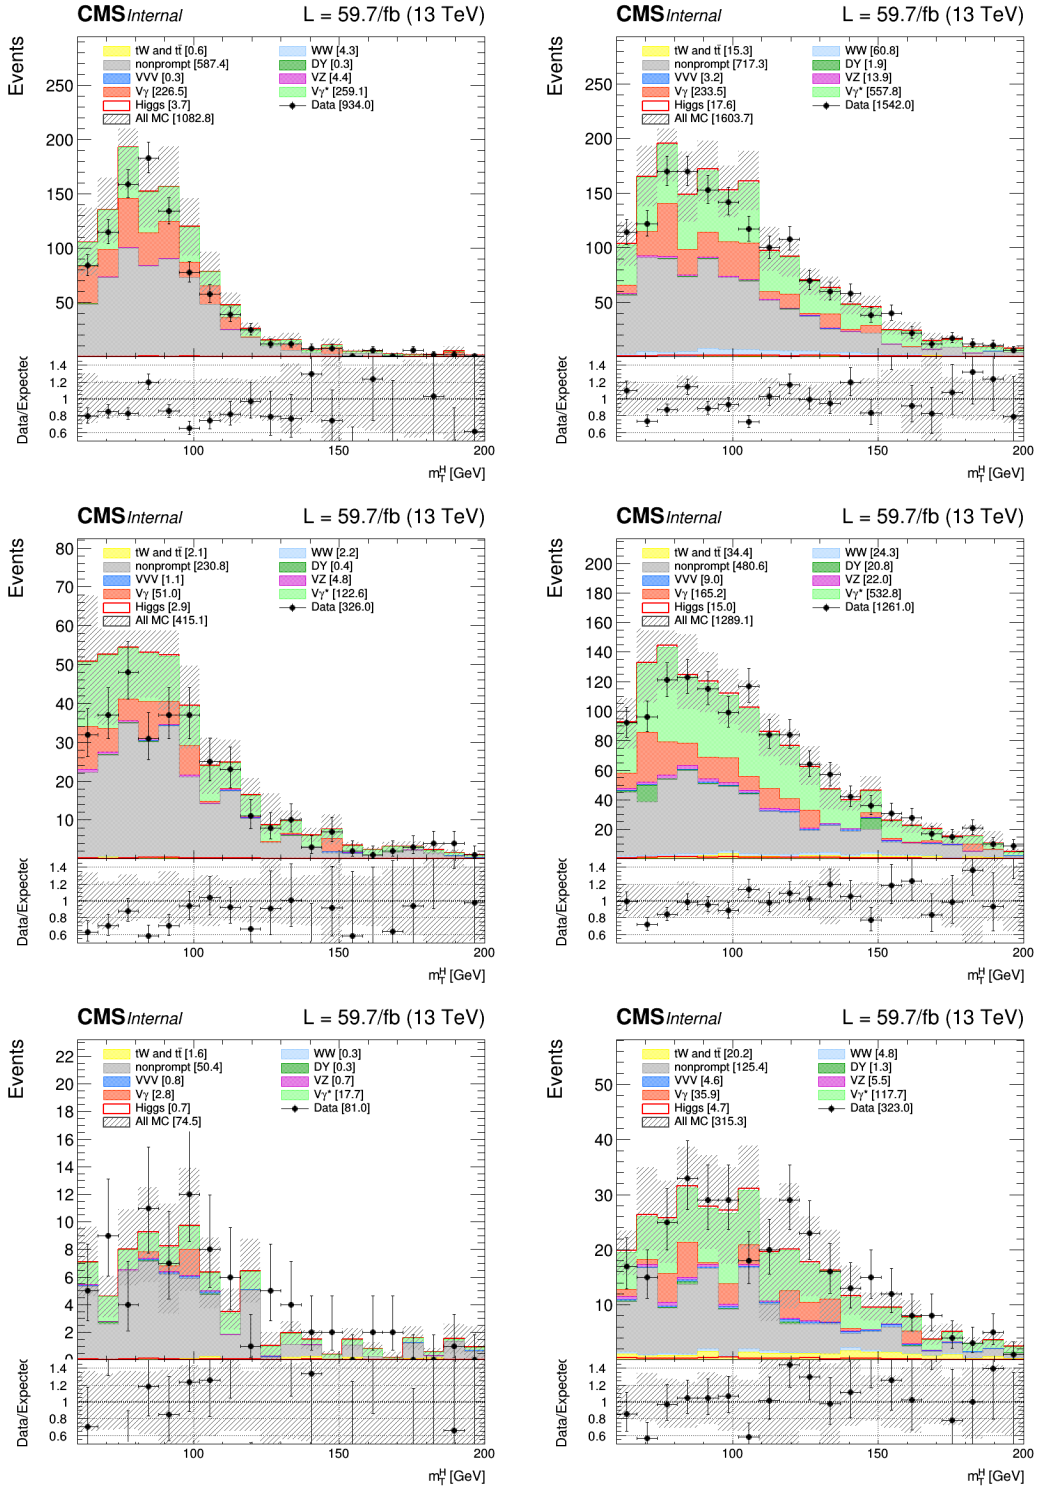 CMS Internal L = 59.7/fb (13 TeV)
Events
tW and tt̄ [0.6] WW [4.3]
nonprompt [587.4] DY [0.3]
VVV [0.3] VZ [4.4]
Vγ [226.5] Vγ* [259.1]
Higgs [3.7] Data [934.0]
All MC [1082.8]
250
200
150
100
50
Data/Expected
1.4
1.2
1
0.8
0.6
100 150 200
m_T^H [GeV]
CMS Internal L = 59.7/fb (13 TeV)
Events
tW and tt̄ [15.3] WW [60.8]
nonprompt [717.3] DY [1.9]
VVV [3.2] VZ [13.9]
Vγ [233.5] Vγ* [557.8]
Higgs [17.6] Data [1542.0]
All MC [1603.7]
250
200
150
100
50
Data/Expected
1.4
1.2
1
0.8
0.6
100 150 200
m_T^H [GeV]
CMS Internal L = 59.7/fb (13 TeV)
Events
tW and tt̄ [2.1] WW [2.2]
nonprompt [230.8] DY [0.4]
VVV [1.1] VZ [4.8]
Vγ [51.0] Vγ* [122.6]
Higgs [2.9] Data [326.0]
All MC [415.1]
80
70
60
50
40
30
20
10
Data/Expected
1.4
1.2
1
0.8
0.6
100 150 200
m_T^H [GeV]
CMS Internal L = 59.7/fb (13 TeV)
Events
tW and tt̄ [34.4] WW [24.3]
nonprompt [480.6] DY [20.8]
VVV [9.0] VZ [22.0]
Vγ [165.2] Vγ* [532.8]
Higgs [15.0] Data [1261.0]
All MC [1289.1]
200
180
160
140
120
100
80
60
40
20
Data/Expected
1.4
1.2
1
0.8
0.6
100 150 200
m_T^H [GeV]
CMS Internal L = 59.7/fb (13 TeV)
Events
tW and tt̄ [1.6] WW [0.3]
nonprompt [50.4] DY [0.3]
VVV [0.8] VZ [0.7]
Vγ [2.8] Vγ* [17.7]
Higgs [0.7] Data [81.0]
All MC [74.5]
22
20
18
16
14
12
10
8
6
4
2
Data/Expected
1.4
1.2
1
0.8
0.6
100 150 200
m_T^H [GeV]
CMS Internal L = 59.7/fb (13 TeV)
Events
tW and tt̄ [20.2] WW [4.8]
nonprompt [125.4] DY [1.3]
VVV [4.6] VZ [5.5]
Vγ [35.9] Vγ* [117.7]
Higgs [4.7] Data [323.0]
All MC [315.3]
50
40
30
20
10
Data/Expected
1.4
1.2
1
0.8
0.6
100 150 200
m_T^H [GeV]